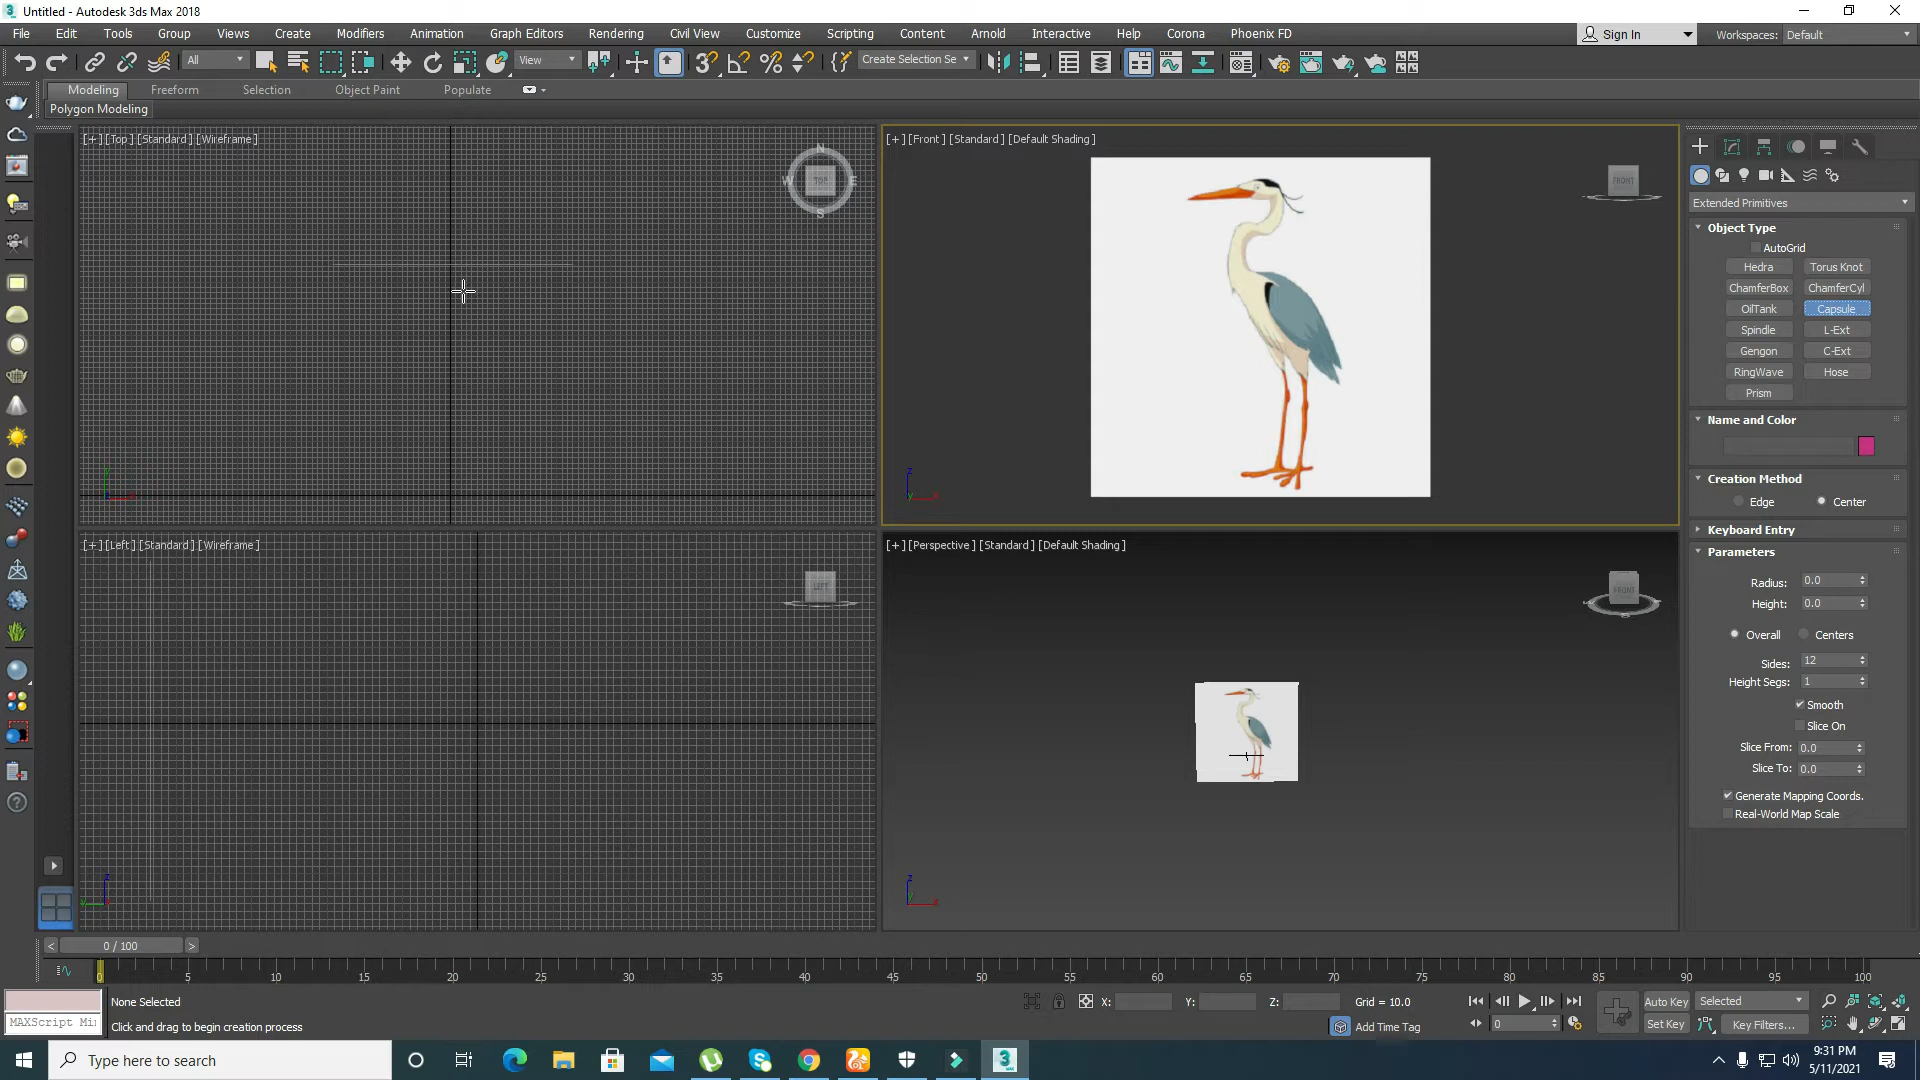 Untitled - Autodesk 3ds Max 2018
File Edit Tools Group Views Create Modifiers Animation Graph Editors Rendering Civil View Customize Scripting Content Arnold Interactive Help Corona Phoenix FD Sign In Workspaces: Default
All View Create Selection Se
Modeling Freeform Selection Object Paint Populate
Polygon Modeling
[+] [Top] [Standard] [Wireframe]
[+] [Front] [Standard] [Default Shading]
N
W TOP E
S
FRONT
Extended Primitives
Object Type
AutoGrid
Hedra Torus Knot
ChamferBox ChamferCyl
OilTank Capsule
Spindle L-Ext
Gengon C-Ext
RingWave Hose
Prism
Name and Color
Creation Method
Edge Center
Keyboard Entry
Parameters
Radius: 0.0
Height: 0.0
Overall Centers
Sides: 12
Height Segs: 1
Smooth
Slice On
Slice From: 0.0
Slice To: 0.0
Generate Mapping Coords.
Real-World Map Scale
[+] [Left] [Standard] [Wireframe]
[+] [Perspective] [Standard] [Default Shading]
LEFT
FRONT
z x
z x
< 0 / 100 >
0 5 10 15 20 25 30 35 40 45 50 55 60 65 70 75 80 85 90 95 100
None Selected X: Y: Z: Grid = 10.0 Auto Key Selected
MAXScript Mi
Click and drag to begin creation process Add Time Tag 0 Set Key Key Filters...
Type here to search
9:31 PM
5/11/2021